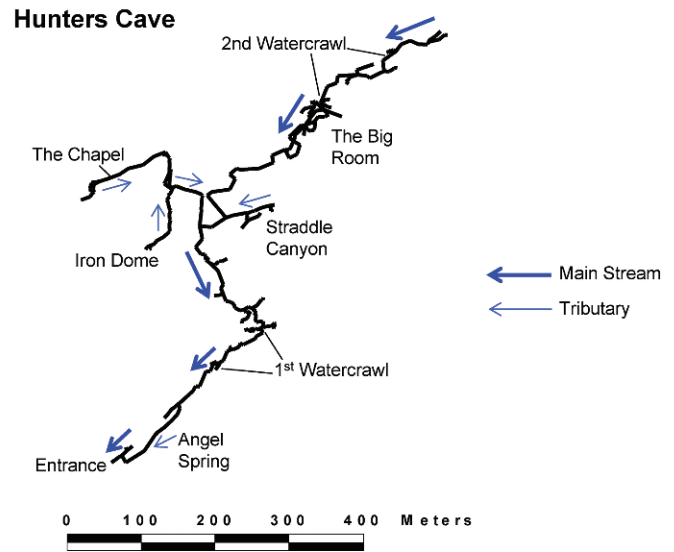 Hunters Cave
2nd Watercrawl
The Big
Room
The Chapel
Straddle
Canyon
Iron Dome
Main Stream
Tributary
1st Watercrawl
Angel
Spring
Entrance
0 100 200 300 400 Meters